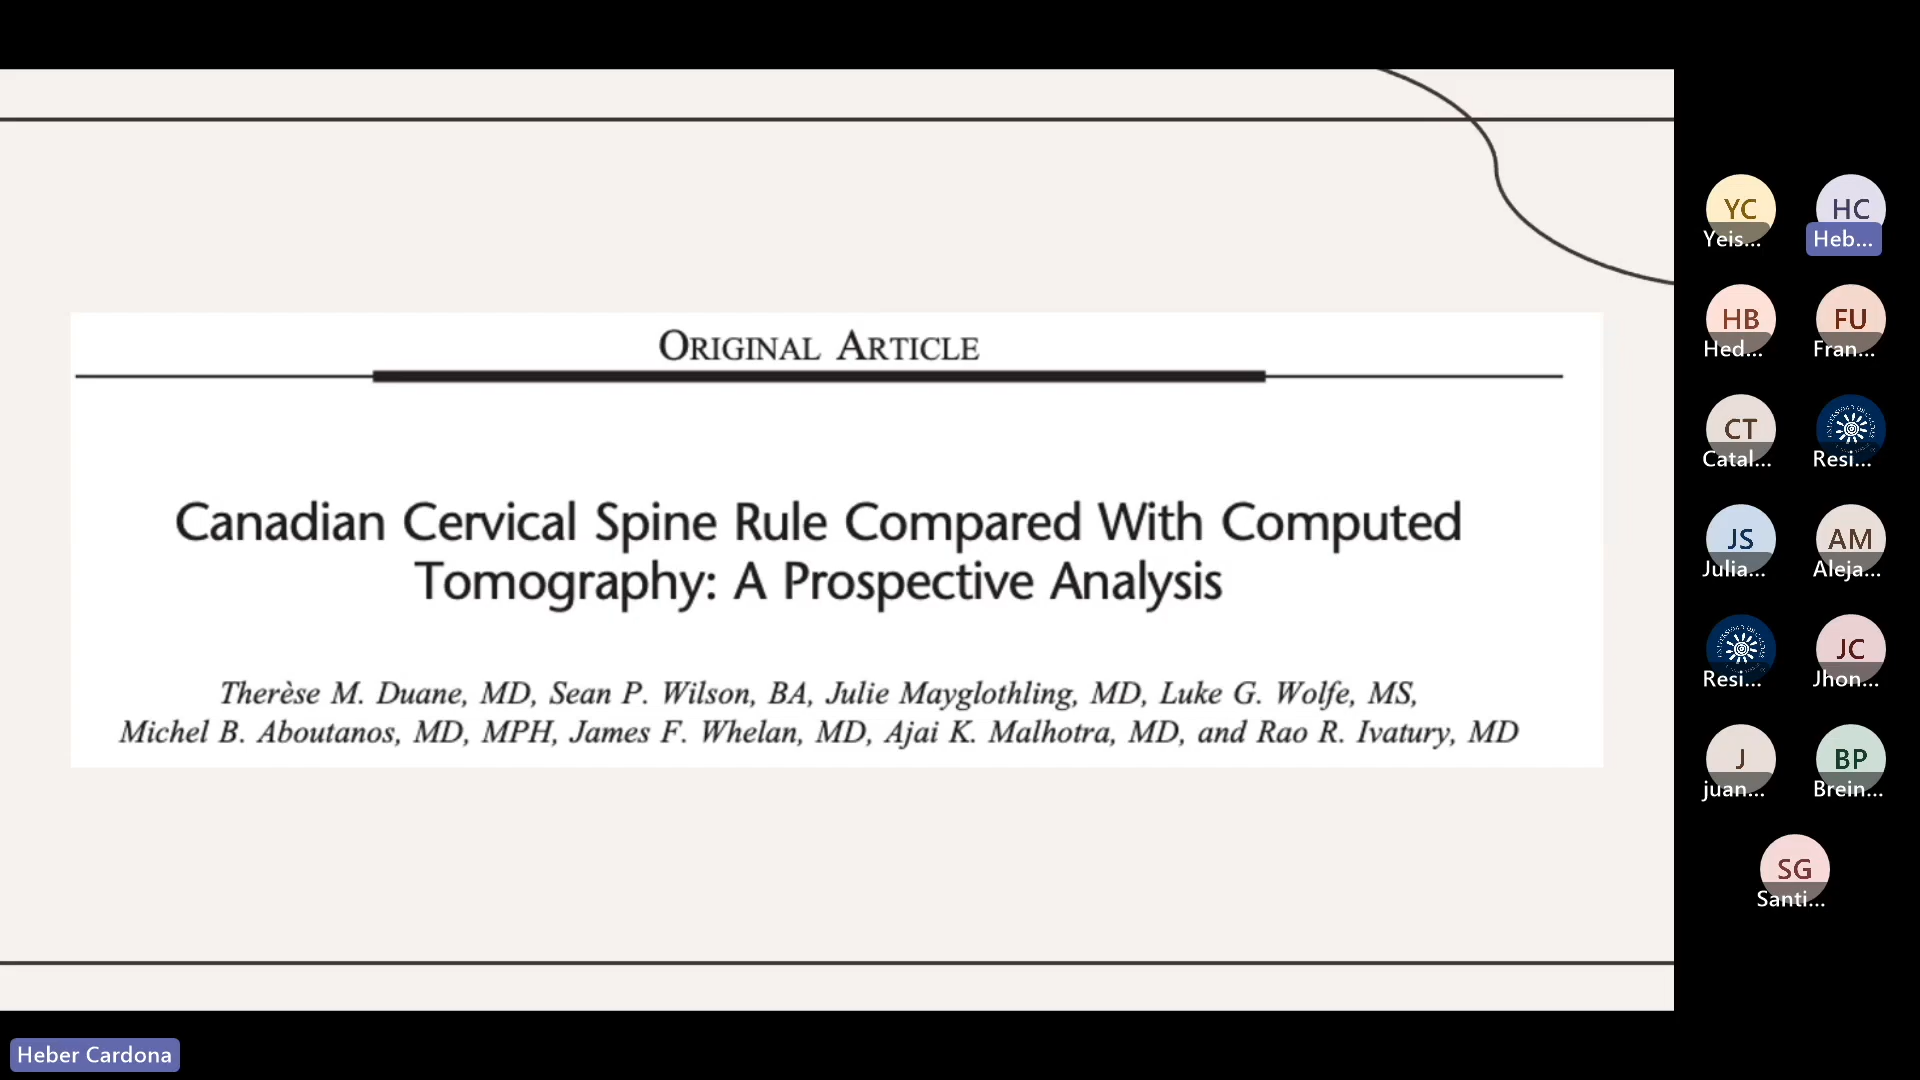 ORIGINAL ARTICLE
Canadian Cervical Spine Rule Compared With Computed
Tomography: A Prospective Analysis
Therèse M. Duane, MD, Sean P. Wilson, BA, Julie Mayglothling, MD, Luke G. Wolfe, MS,
Michel B. Aboutanos, MD, MPH, James F. Whelan, MD, Ajai K. Malhotra, MD, and Rao R. Ivatury, MD
YC
Yeis...
HC
Heb...
HB
Hed...
FU
Fran...
CT
Catal...
Resi...
JS
Julia...
AM
Aleja...
Resi...
JC
Jhon...
J
juan...
BP
Brein...
SG
Santi...
Heber Cardona